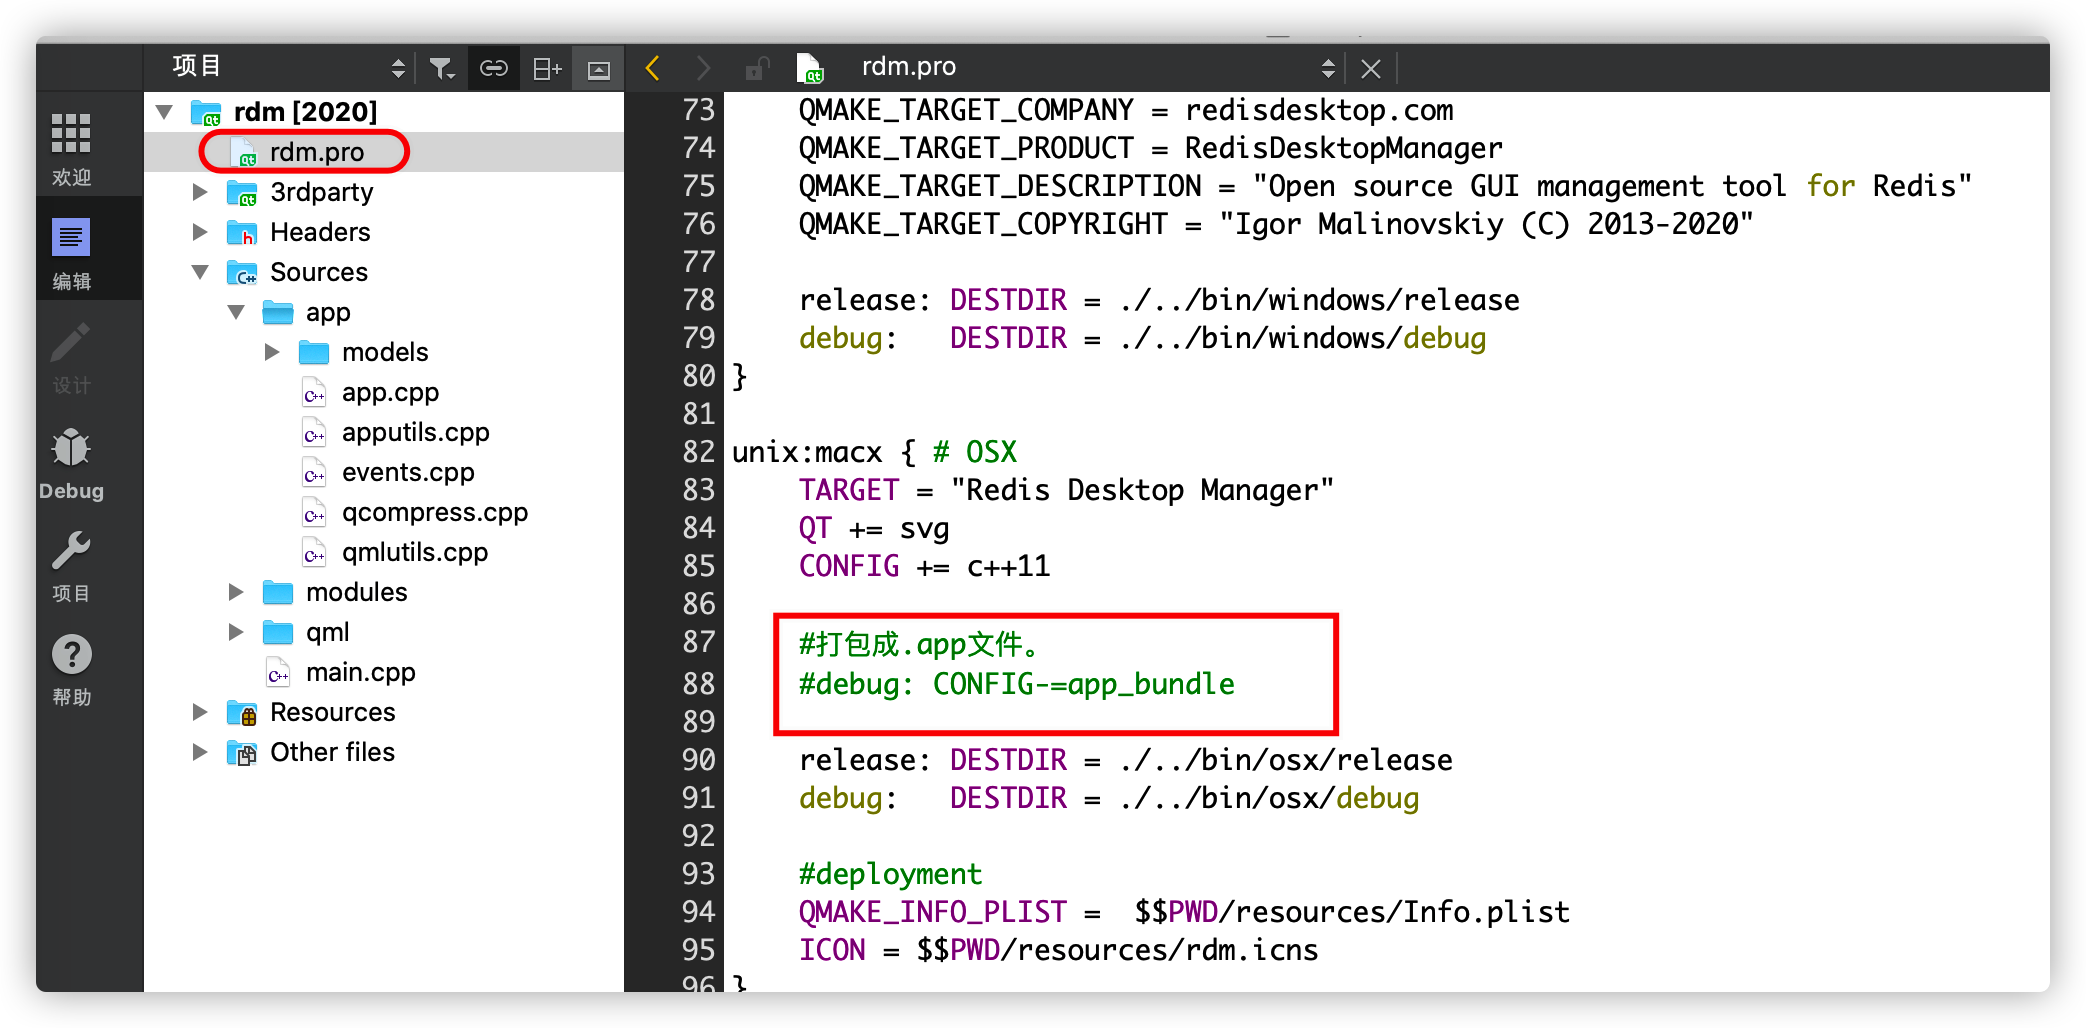 项目
rdm.pro
欢迎
编辑
设计
Debug
项目
帮助
rdm [2020]
rdm.pro
3rdparty
Headers
Sources
app
models
app.cpp
apputils.cpp
events.cpp
qcompress.cpp
qmlutils.cpp
modules
qml
main.cpp
Resources
Other files
73 QMAKE_TARGET_COMPANY = redisdesktop.com
74 QMAKE_TARGET_PRODUCT = RedisDesktopManager
75 QMAKE_TARGET_DESCRIPTION = "Open source GUI management tool for Redis"
76 QMAKE_TARGET_COPYRIGHT = "Igor Malinovskiy (C) 2013-2020"
77
78 release: DESTDIR = ./../bin/windows/release
79 debug:   DESTDIR = ./../bin/windows/debug
80 }
81
82 unix:macx { # OSX
83 TARGET = "Redis Desktop Manager"
84 QT += svg
85 CONFIG += c++11
86
87 #打包成.app文件。
88 #debug: CONFIG-=app_bundle
89
90 release: DESTDIR = ./../bin/osx/release
91 debug:   DESTDIR = ./../bin/osx/debug
92
93 #deployment
94 QMAKE_INFO_PLIST =  $$PWD/resources/Info.plist
95 ICON = $$PWD/resources/rdm.icns
96 }